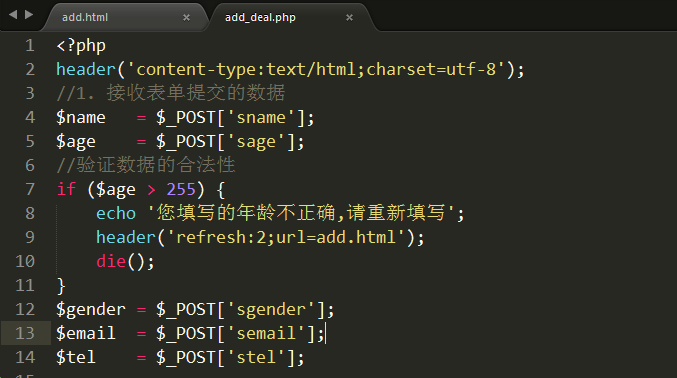 add.html × add_deal.php ×
1 <?php
2 header('content-type:text/html;charset=utf-8');
3 //1. 接收表单提交的数据
4 $name   = $_POST['sname'];
5 $age    = $_POST['sage'];
6 //验证数据的合法性
7 if ($age > 255) {
8     echo '您填写的年龄不正确,请重新填写';
9     header('refresh:2;url=add.html');
10     die();
11 }
12 $gender = $_POST['sgender'];
13 $email  = $_POST['semail'];
14 $tel    = $_POST['stel'];
15